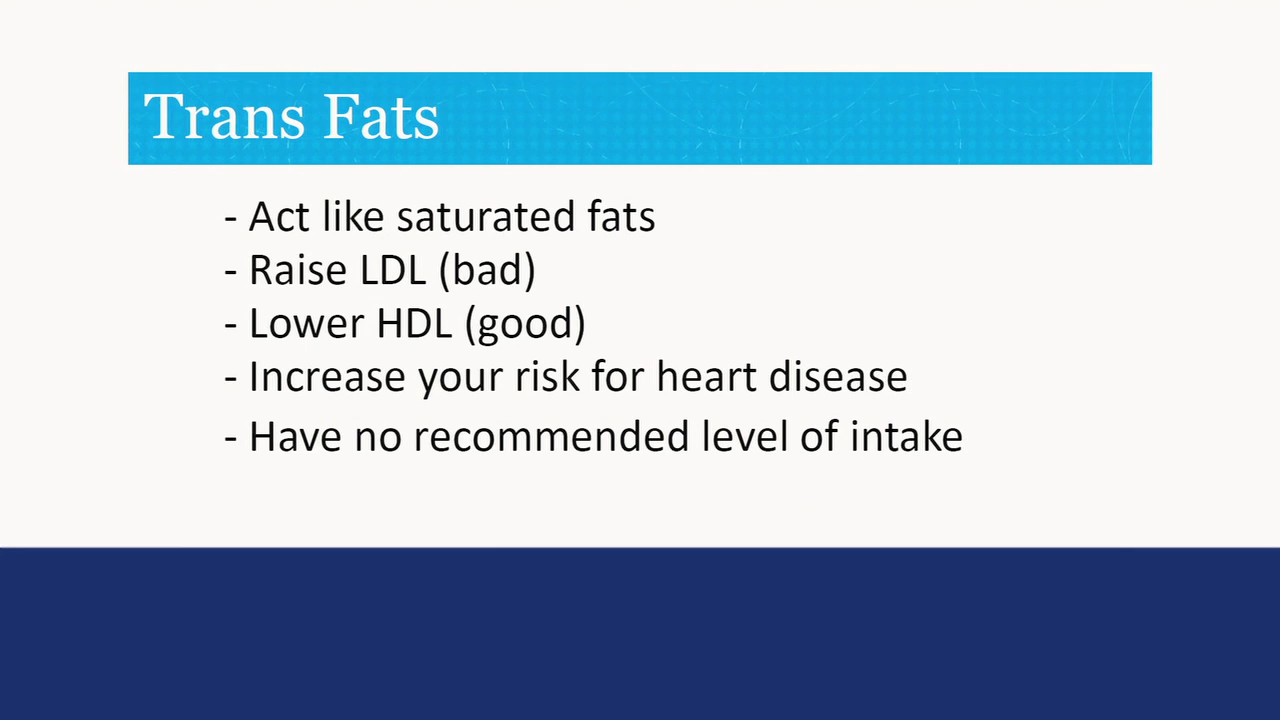 Trans Fats
- Act like saturated fats
- Raise LDL (bad)
- Lower HDL (good)
- Increase your risk for heart disease
- Have no recommended level of intake